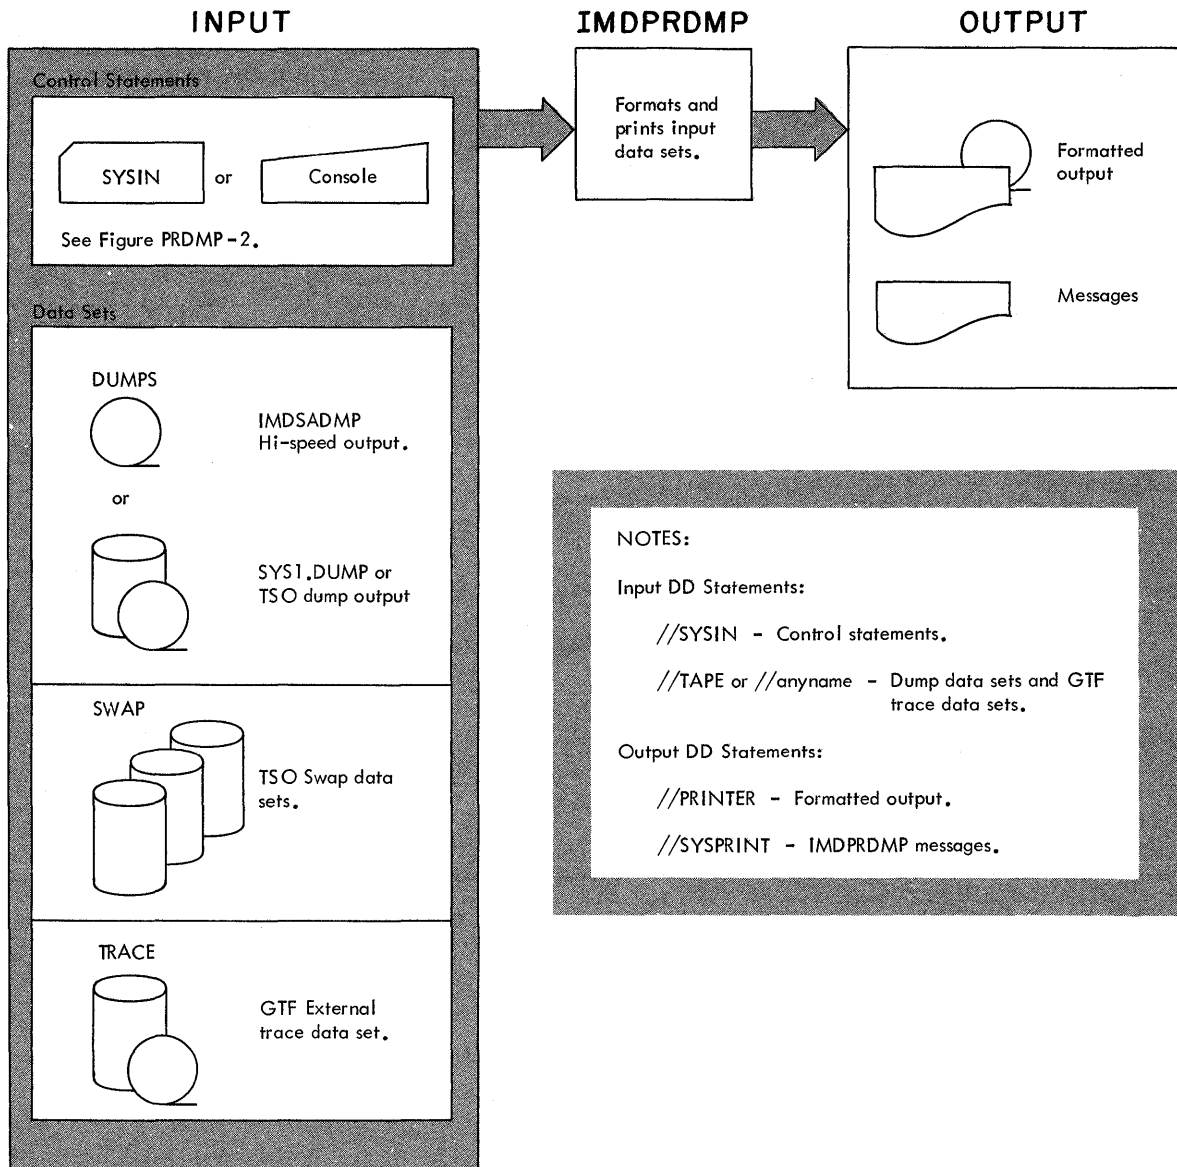 INPUT
IMDPRDMP
OUTPUT
Control Statements
SYSIN
or
Console
See Figure PRDMP-2.
Formats and
prints input
data sets.
Formatted
output
Messages
Data Sets
DUMPS
IMDSADMP
Hi-speed output.
or
SYS1.DUMP or
TSO dump output
SWAP
TSO Swap data
sets.
TRACE
GTF External
trace data set.
NOTES:
Input DD Statements:
//SYSIN - Control statements.
//TAPE or //anyname - Dump data sets and GTF
trace data sets.
Output DD Statements:
//PRINTER - Formatted output.
//SYSPRINT - IMDPRDMP messages.